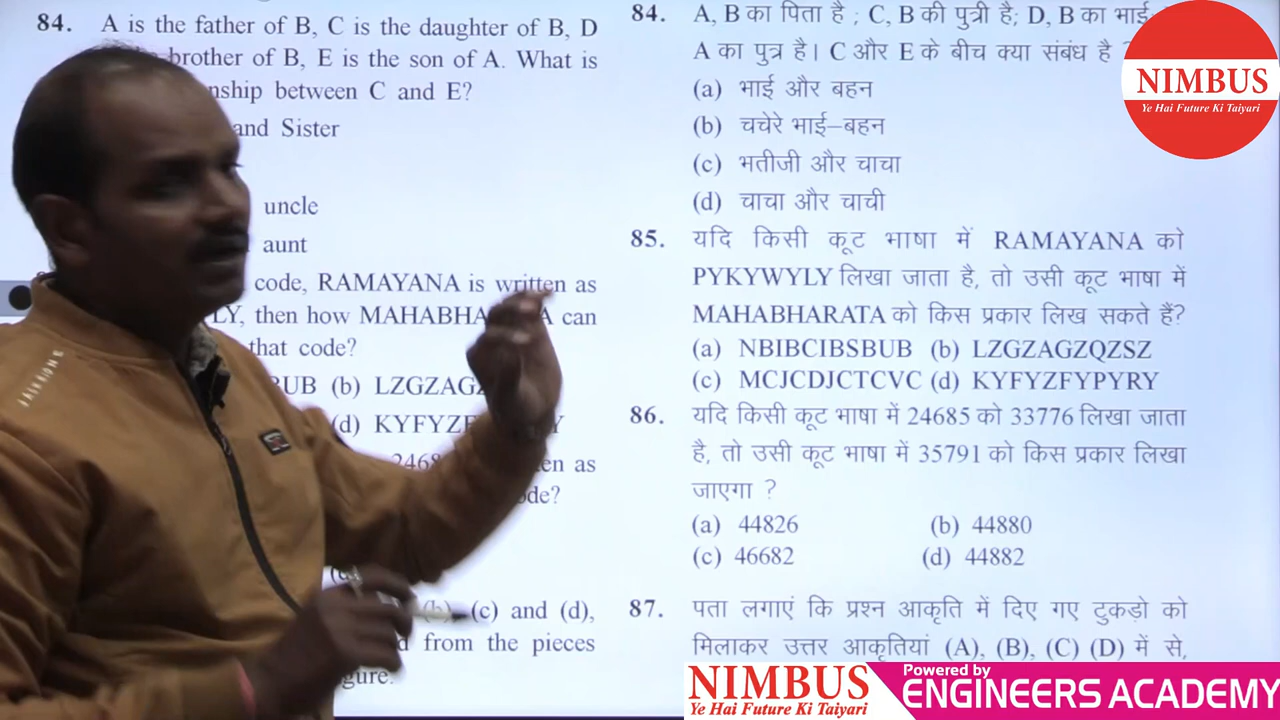 84. A is the father of B, C is the daughter of B, D
brother of B, E is the son of A. What is
nship between C and E?
and Sister
uncle
aunt
code, RAMAYANA is written as
LY, then how MAHABHA A can
that code?
BUB (b) LZGZAG
(d) KYFYZF Y
2468 en as
de?
(b), (c) and (d),
d from the pieces
gure.
84. A, B का पिता है ; C, B की पुत्री है; D, B का भाई
A का पुत्र है। C और E के बीच क्या संबंध है ?
(a) भाई और बहन
(b) चचेरे भाई–बहन
(c) भतीजी और चाचा
(d) चाचा और चाची
85. यदि किसी कूट भाषा में RAMAYANA को
PYKYWYLY लिखा जाता है, तो उसी कूट भाषा में
MAHABHARATA को किस प्रकार लिख सकते हैं?
(a) NBIBCIBSBUB (b) LZGZAGZQZSZ
(c) MCJCDJCTCVC (d) KYFYZFYPYRY
86. यदि किसी कूट भाषा में 24685 को 33776 लिखा जाता
है, तो उसी कूट भाषा में 35791 को किस प्रकार लिखा
जाएगा ?
(a) 44826 (b) 44880
(c) 46682 (d) 44882
87. पता लगाएं कि प्रश्न आकृति में दिए गए टुकड़ो को
मिलाकर उत्तर आकृतियां (A), (B), (C) (D) में से,
NIMBUS
Ye Hai Future Ki Taiyari
FASHIONE
NIMBUS
Ye Hai Future Ki Taiyari
Powered by
ENGINEERS ACADEMY